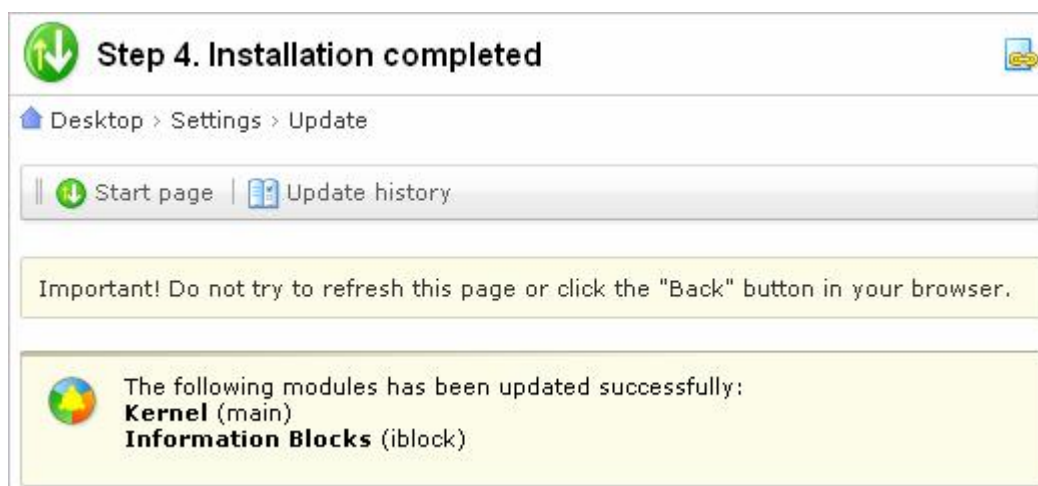 Step 4. Installation completed
Desktop › Settings › Update
Start page | Update history
Important! Do not try to refresh this page or click the "Back" button in your browser.
The following modules has been updated successfully:
Kernel (main)
Information Blocks (iblock)